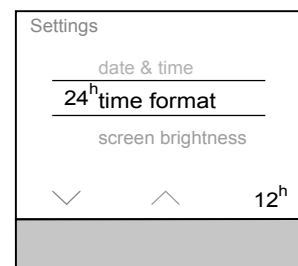 Settings
date & time
24h time format
screen brightness
12h